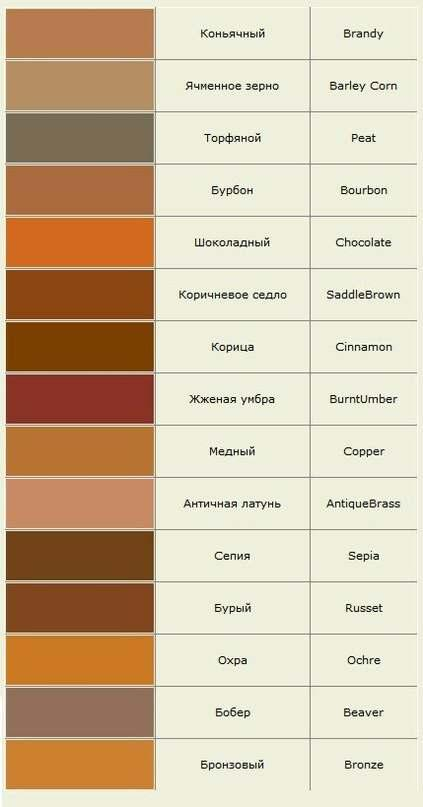 Коньячный Brandy
Ячменное зерно Barley Corn
Торфяной Peat
Бурбон Bourbon
Шоколадный Chocolate
Коричневое седло SaddleBrown
Корица Cinnamon
Жженая умбра BurntUmber
Медный Copper
Античная латунь AntiqueBrass
Сепия Sepia
Бурый Russet
Охра Ochre
Бобер Beaver
Бронзовый Bronze